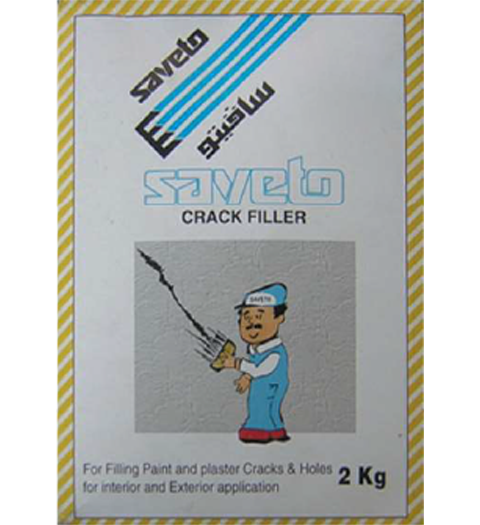 saveto
سافيتو
saveto
CRACK FILLER
SAVETO
For Filling Paint and plaster Cracks & Holes
for interior and Exterior application
2 Kg